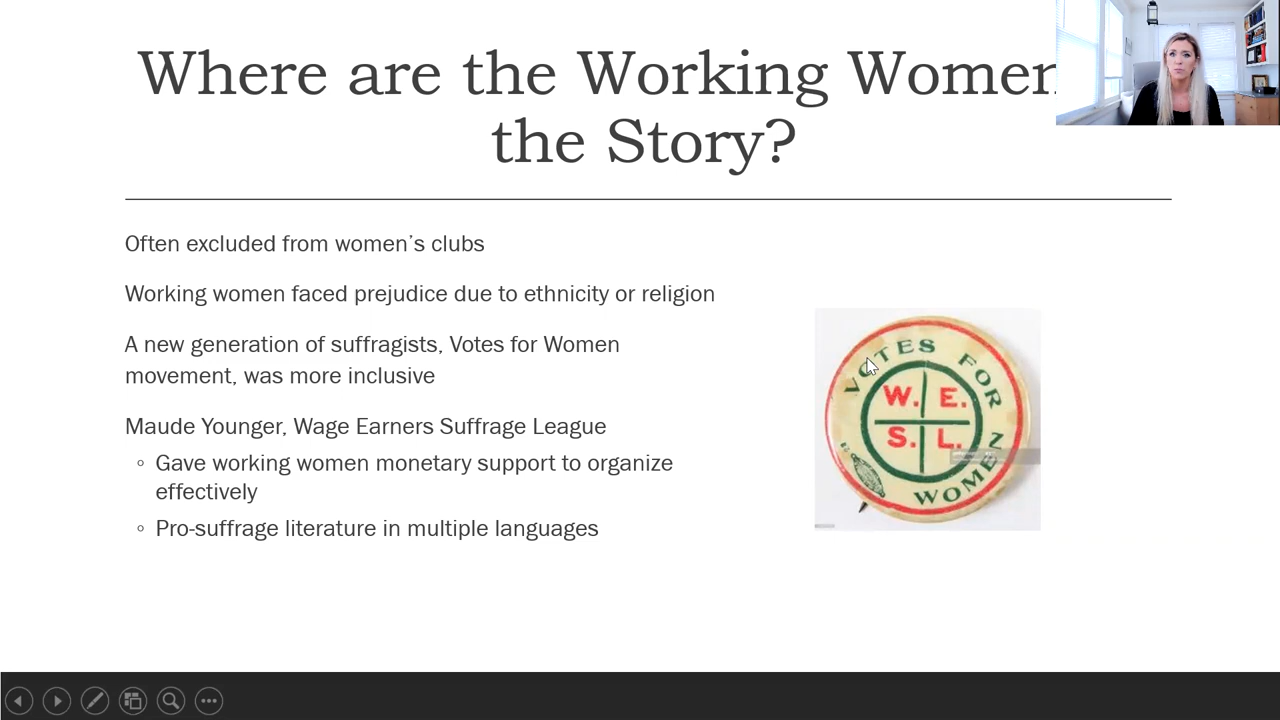 Where are the Working Women
the Story?
Often excluded from women's clubs
Working women faced prejudice due to ethnicity or religion
A new generation of suffragists, Votes for Women
movement, was more inclusive
Maude Younger, Wage Earners Suffrage League
◦ Gave working women monetary support to organize
effectively
◦ Pro-suffrage literature in multiple languages
VOTES FOR
W. E.
S. L.
WOMEN